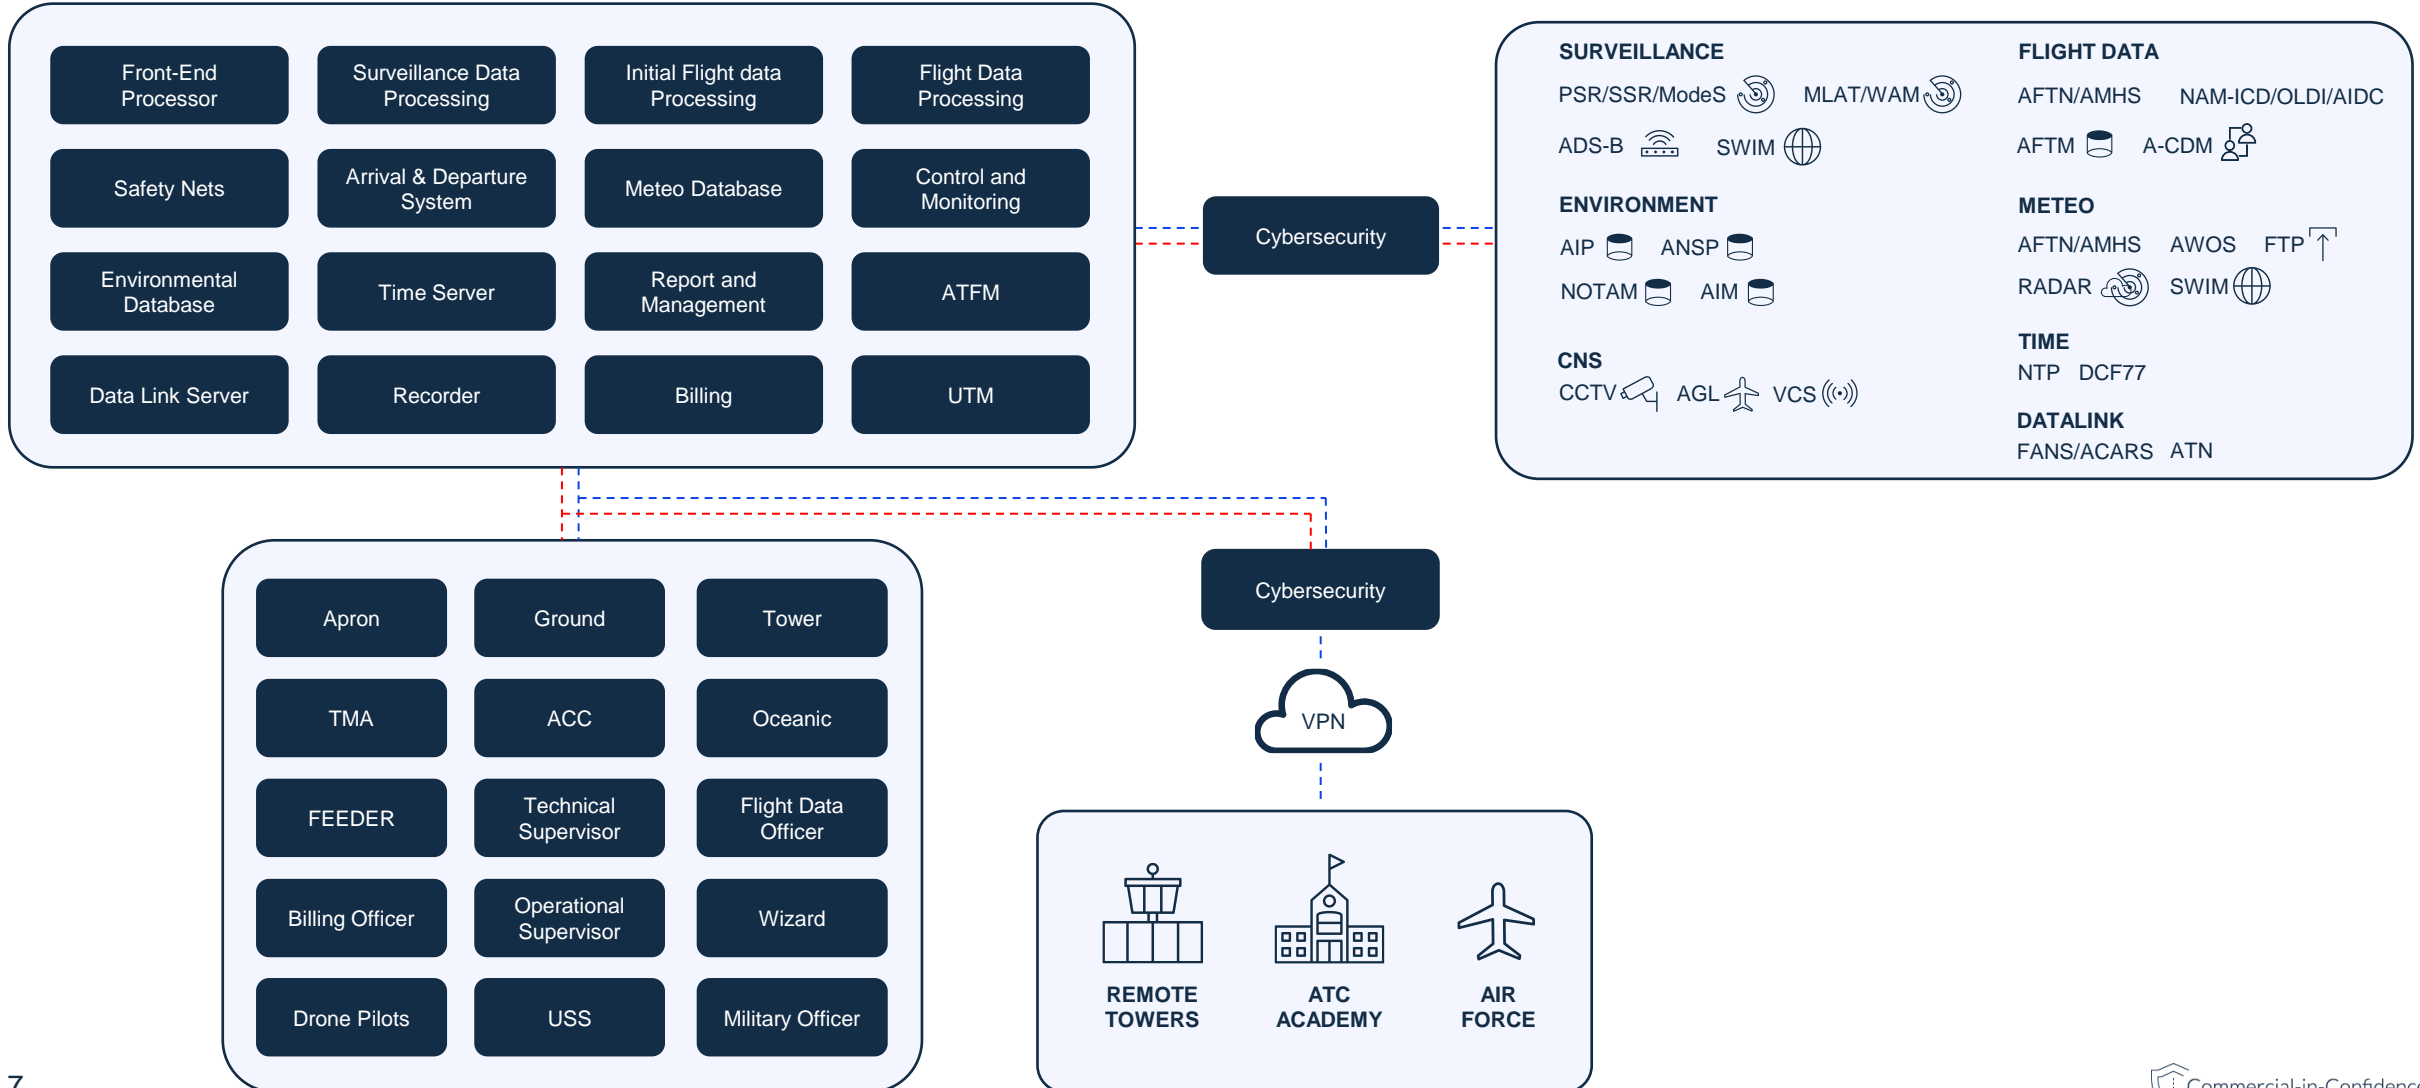 Front-End
Processor
Surveillance Data
Processing
Initial Flight data
Processing
Flight Data
Processing
Safety Nets
Arrival & Departure
System
Meteo Database
Control and
Monitoring
Environmental
Database
Time Server
Report and
Management
ATFM
Data Link Server
Recorder
Billing
UTM
Cybersecurity
SURVEILLANCE
PSR/SSR/ModeS MLAT/WAM
ADS-B SWIM
ENVIRONMENT
AIP ANSP
NOTAM AIM
CNS
CCTV AGL VCS
FLIGHT DATA
AFTN/AMHS NAM-ICD/OLDI/AIDC
AFTM A-CDM
METEO
AFTN/AMHS AWOS FTP
RADAR SWIM
TIME
NTP DCF77
DATALINK
FANS/ACARS ATN
Apron
Ground
Tower
TMA
ACC
Oceanic
FEEDER
Technical
Supervisor
Flight Data
Officer
Billing Officer
Operational
Supervisor
Wizard
Drone Pilots
USS
Military Officer
Cybersecurity
VPN
REMOTE
TOWERS
ATC
ACADEMY
AIR
FORCE
7
Commercial-in-Confidence